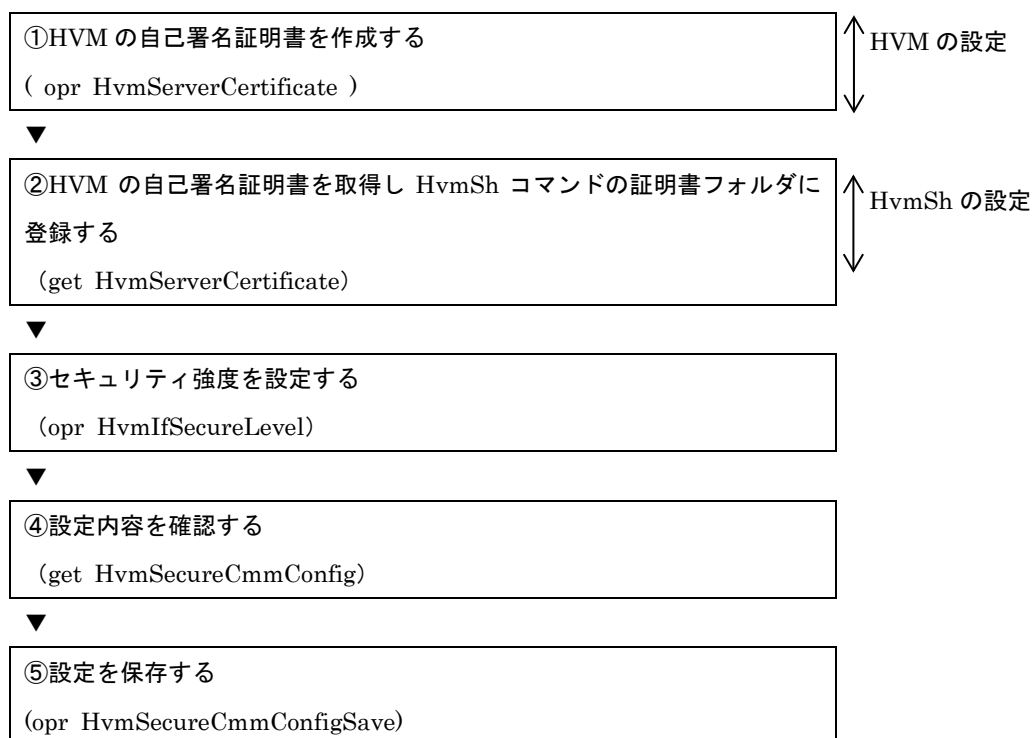 ①HVM の自己署名証明書を作成する
HVM の設定
( opr HvmServerCertificate )
▼
②HVM の自己署名証明書を取得し HvmSh コマンドの証明書フォルダに
HvmSh の設定
登録する
（get HvmServerCertificate）
▼
③セキュリティ強度を設定する
（opr HvmIfSecureLevel）
▼
④設定内容を確認する
（get HvmSecureCmmConfig）
▼
⑤設定を保存する
(opr HvmSecureCmmConfigSave)